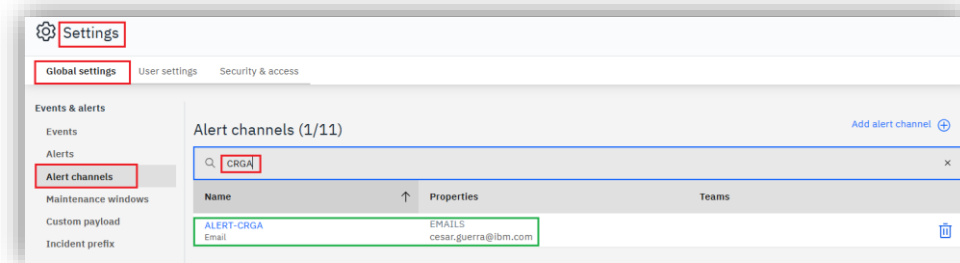 Settings
Global settings User settings Security & access
Events & alerts
Events
Alerts
Alert channels
Maintenance windows
Custom payload
Incident prefix
Alert channels (1/11)
Add alert channel
CRGA
Name Properties Teams
ALERT-CRGA EMAILS
Email cesar.guerra@ibm.com